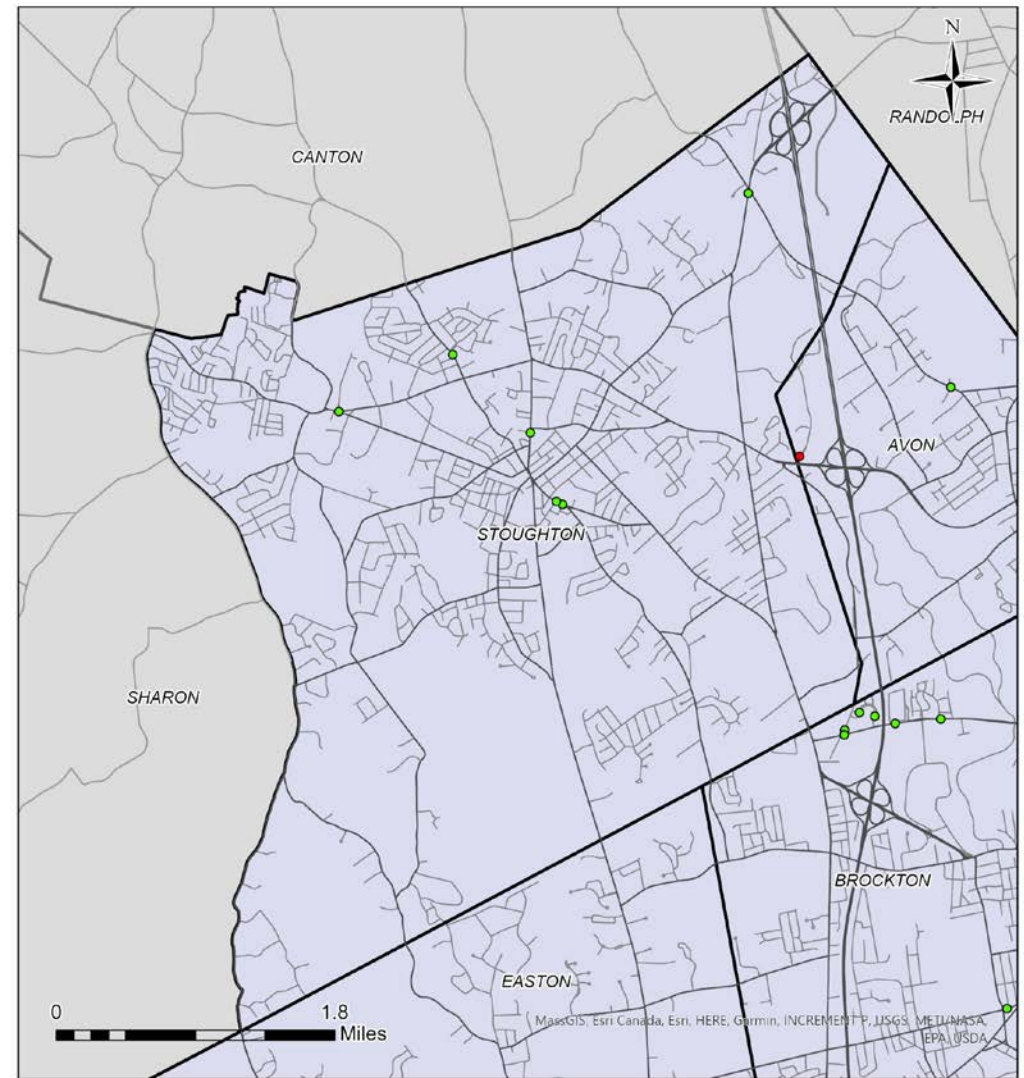 N
RANDOLPH
CANTON
AVON
STOUGHTON
SHARON
BROCKTON
EASTON
0 1.8
Miles
MassGIS, Esri Canada, Esri, HERE, Garmin, INCREMENT P, USGS, METI/NASA,
EPA, USDA